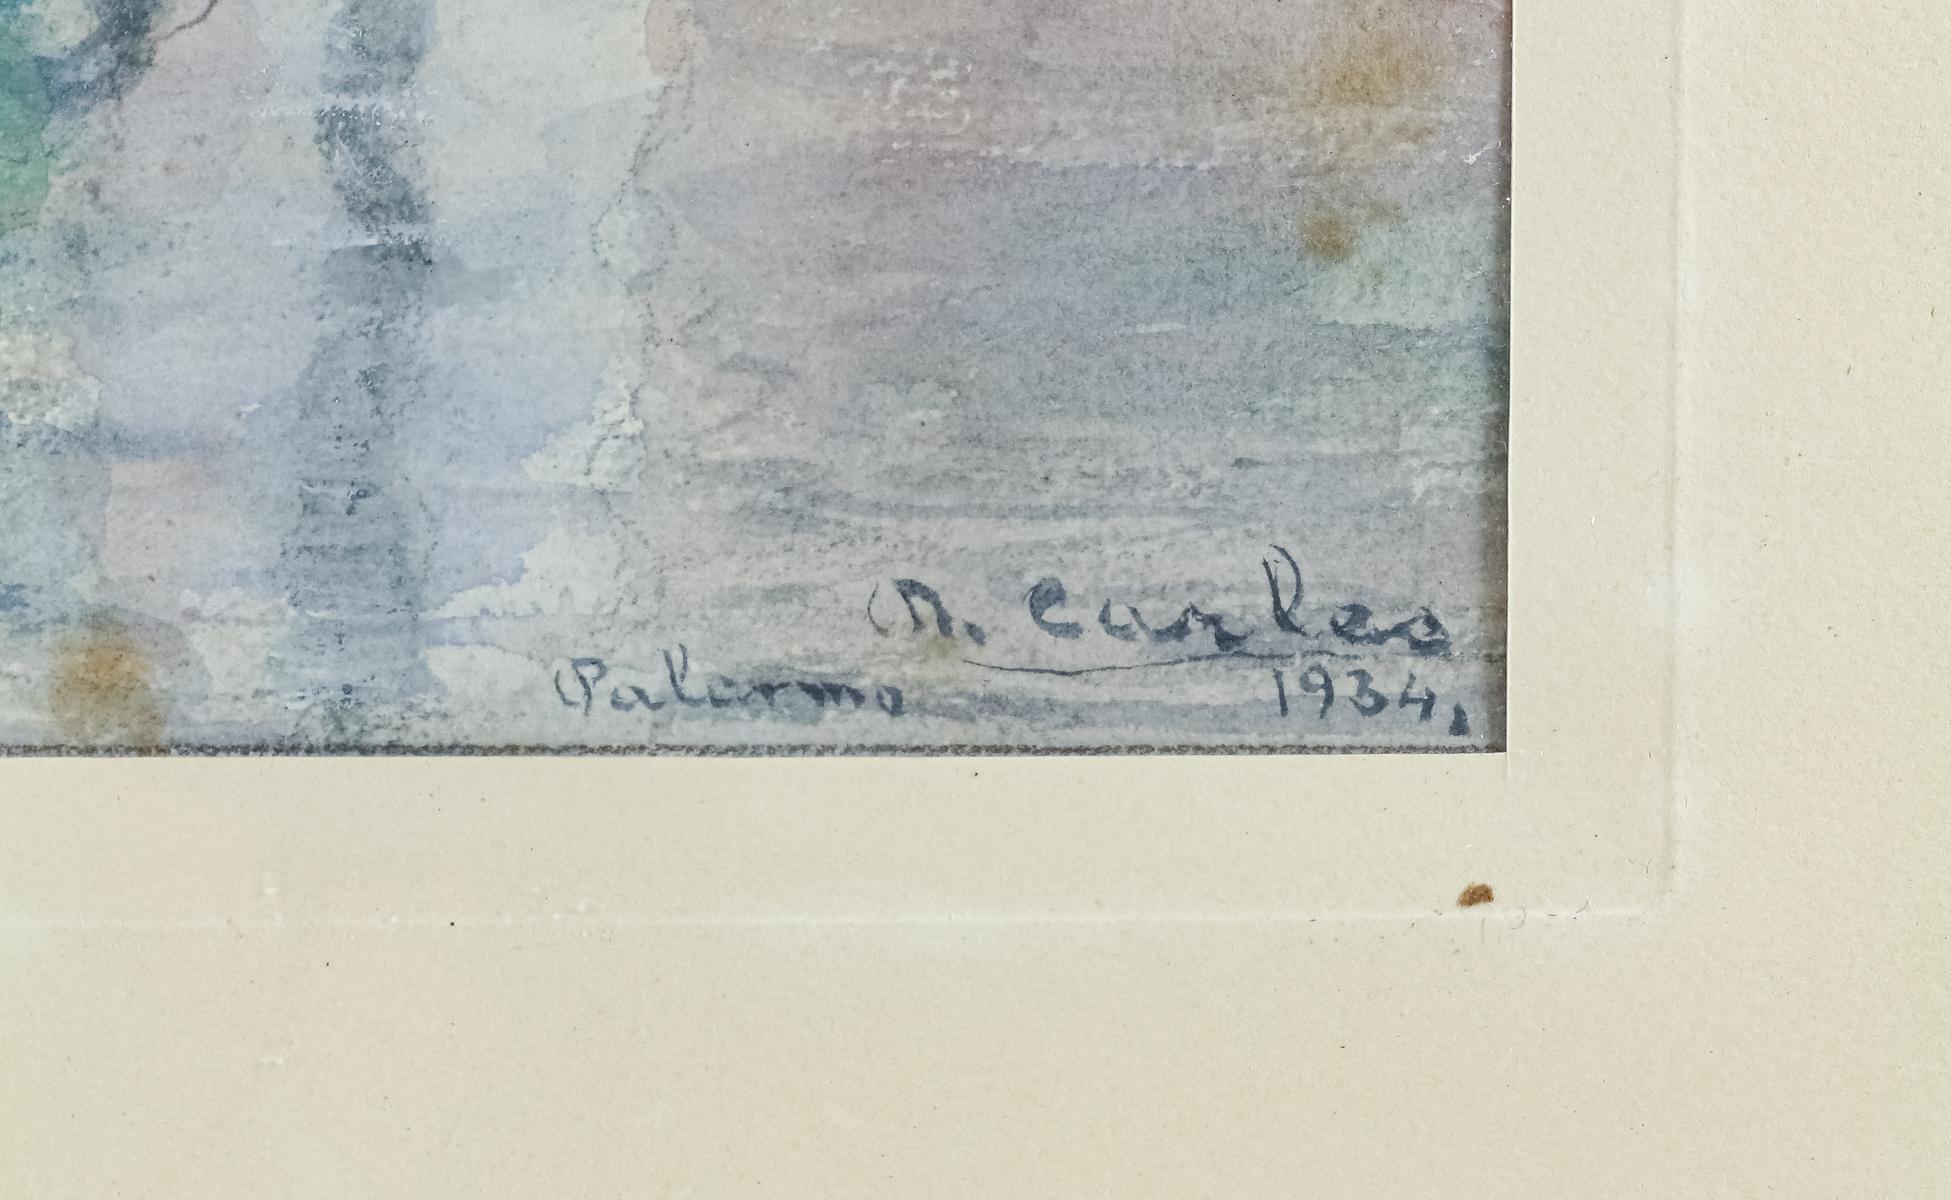 N. Carles
Palermo 1934.